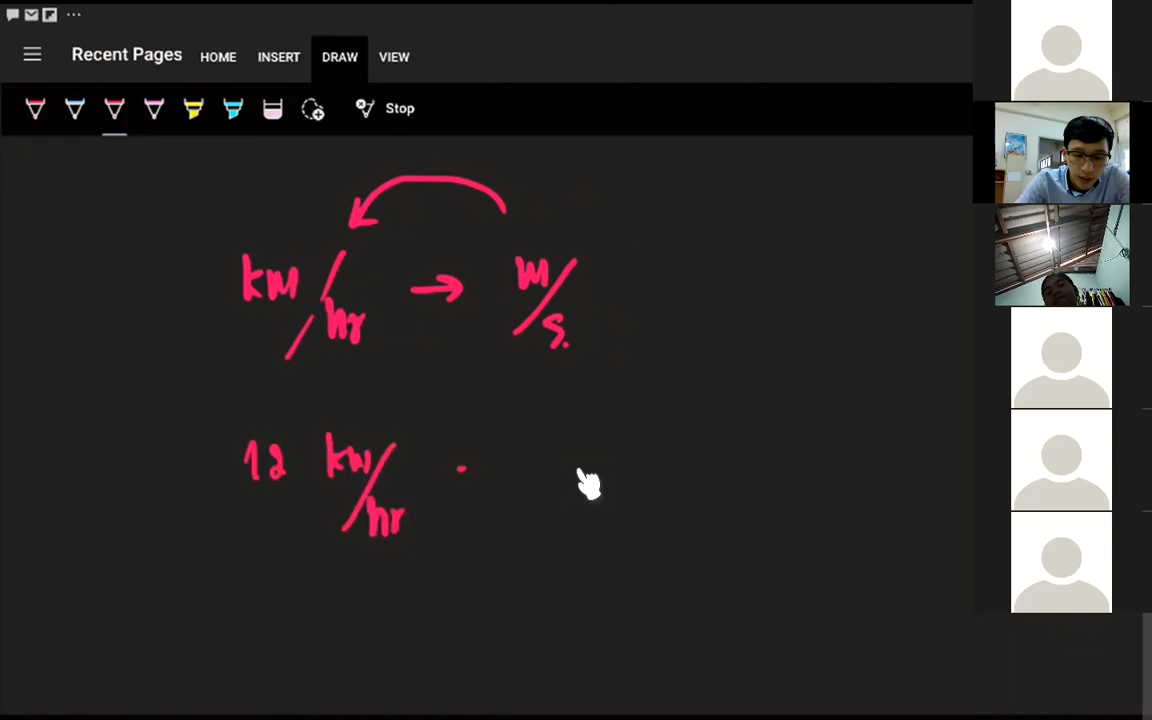 Recent Pages HOME INSERT DRAW VIEW
Stop
km/hr → m/s.
12 km/hr -